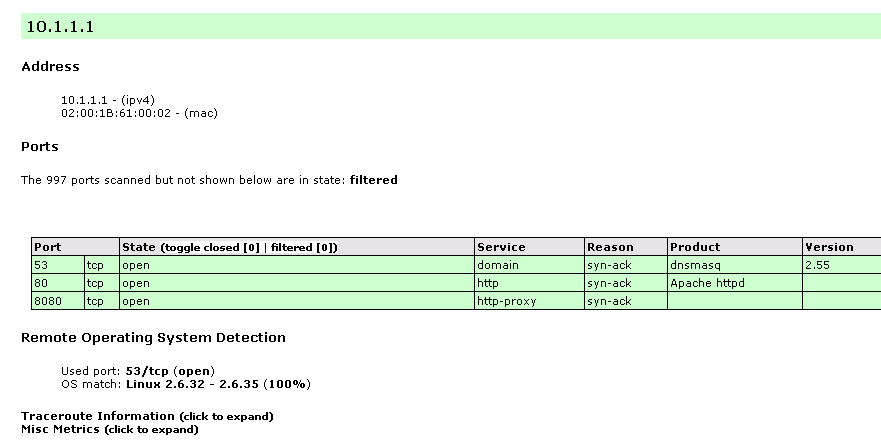 10.1.1.1
Address
10.1.1.1 - (ipv4)
02:00:1B:61:00:02 - (mac)
Ports
The 997 ports scanned but not shown below are in state: filtered
Port State (toggle closed [0] | filtered [0]) Service Reason Product Version
53 tcp open domain syn-ack dnsmasq 2.55
80 tcp open http syn-ack Apache httpd
8080 tcp open http-proxy syn-ack
Remote Operating System Detection
Used port: 53/tcp (open)
OS match: Linux 2.6.32 - 2.6.35 (100%)
Traceroute Information (click to expand)
Misc Metrics (click to expand)